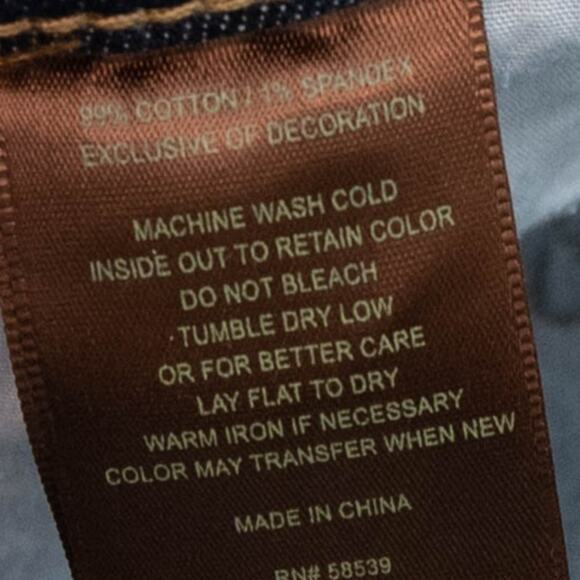 99% COTTON / 1% SPANDEX
EXCLUSIVE OF DECORATION
MACHINE WASH COLD
INSIDE OUT TO RETAIN COLOR
DO NOT BLEACH
TUMBLE DRY LOW
OR FOR BETTER CARE
LAY FLAT TO DRY
WARM IRON IF NECESSARY
COLOR MAY TRANSFER WHEN NEW
MADE IN CHINA
RN# 58539